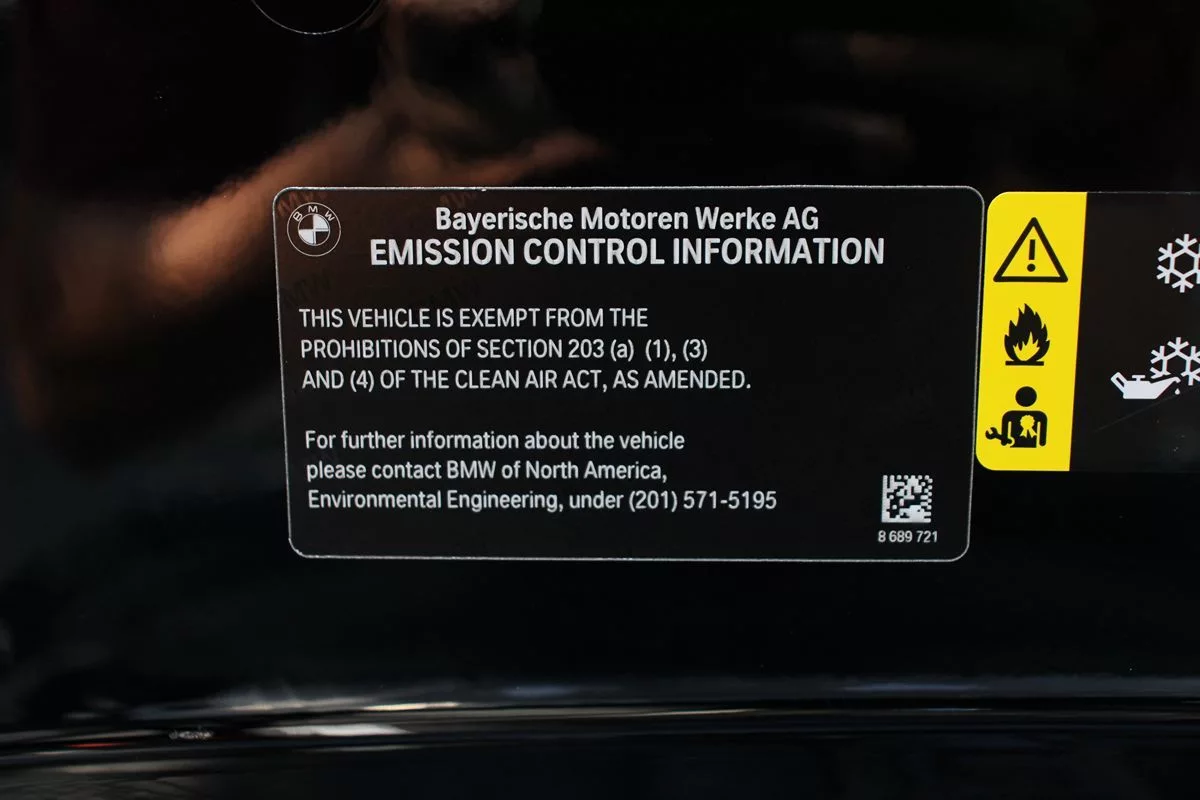 BMW
Bayerische Motoren Werke AG
EMISSION CONTROL INFORMATION
THIS VEHICLE IS EXEMPT FROM THE
PROHIBITIONS OF SECTION 203 (a) (1), (3)
AND (4) OF THE CLEAN AIR ACT, AS AMENDED.
For further information about the vehicle
please contact BMW of North America,
Environmental Engineering, under (201) 571-5195
8 689 721